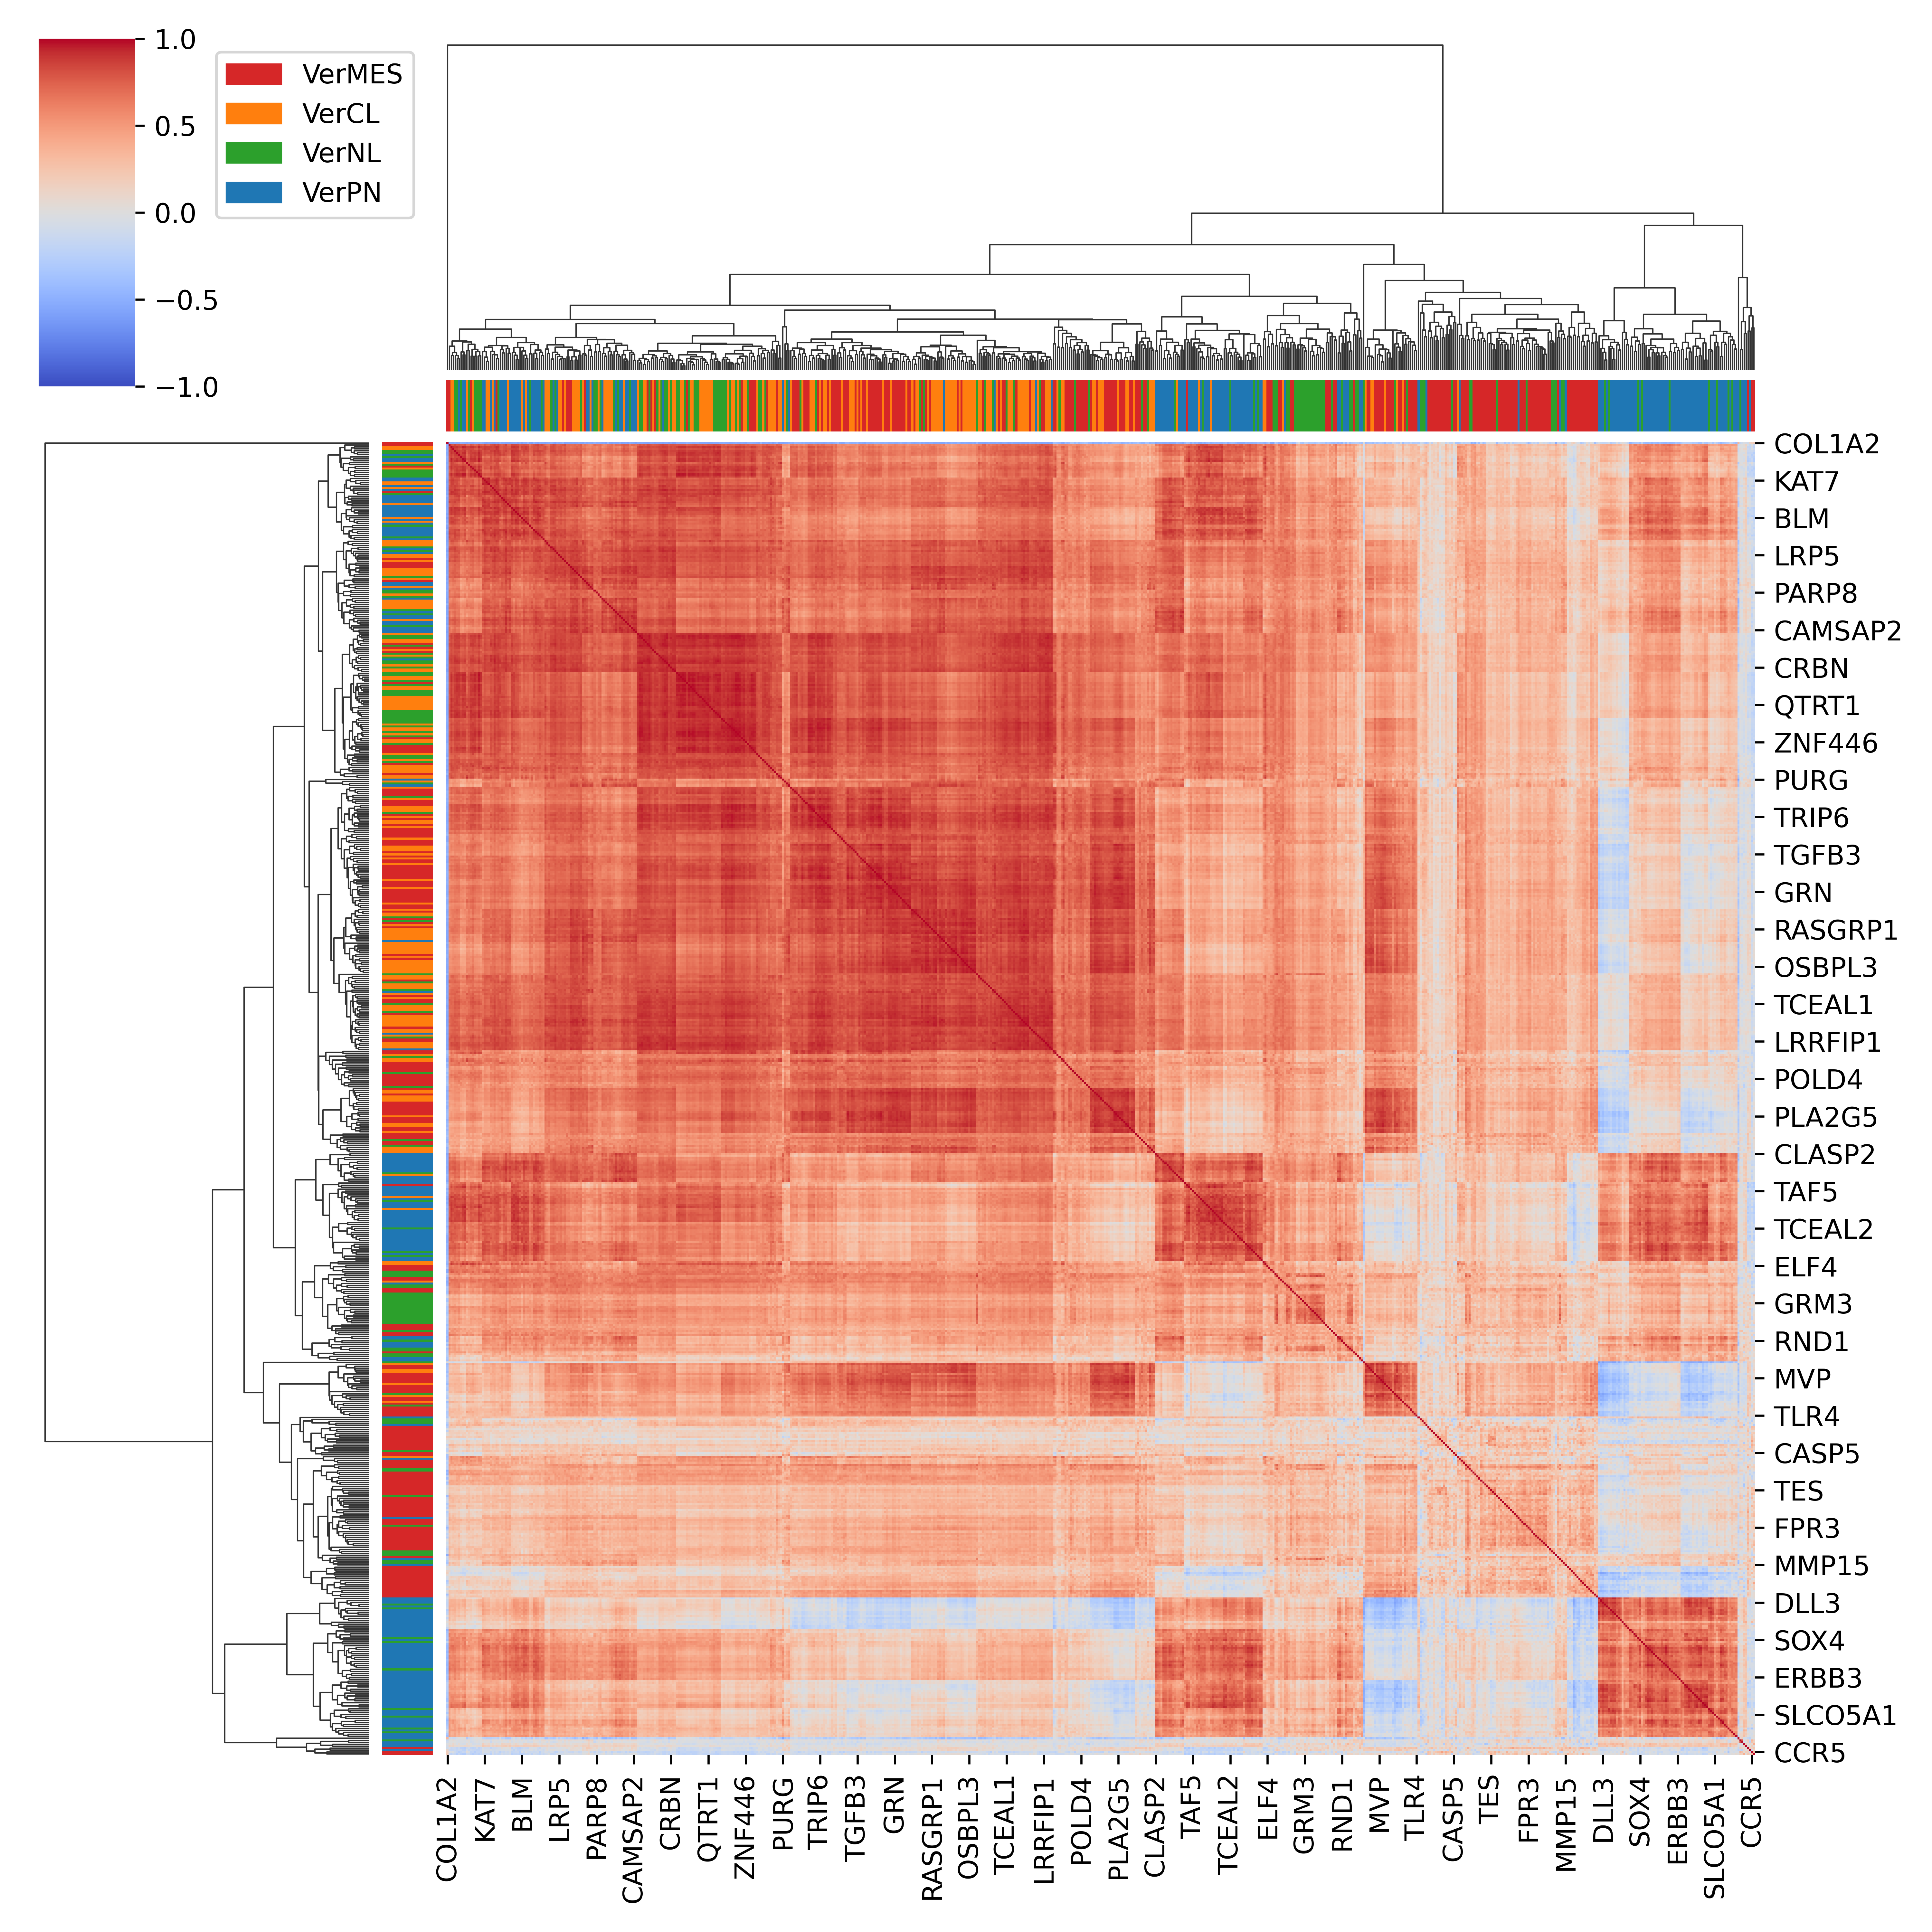 1.0
0.5
0.0
−0.5
−1.0
VerMES
VerCL
VerNL
VerPN
COL1A2
KAT7
BLM
LRP5
PARP8
CAMSAP2
CRBN
QTRT1
ZNF446
PURG
TRIP6
TGFB3
GRN
RASGRP1
OSBPL3
TCEAL1
LRRFIP1
POLD4
PLA2G5
CLASP2
TAF5
TCEAL2
ELF4
GRM3
RND1
MVP
TLR4
CASP5
TES
FPR3
MMP15
DLL3
SOX4
ERBB3
SLCO5A1
CCR5
COL1A2
KAT7
BLM
LRP5
PARP8
CAMSAP2
CRBN
QTRT1
ZNF446
PURG
TRIP6
TGFB3
GRN
RASGRP1
OSBPL3
TCEAL1
LRRFIP1
POLD4
PLA2G5
CLASP2
TAF5
TCEAL2
ELF4
GRM3
RND1
MVP
TLR4
CASP5
TES
FPR3
MMP15
DLL3
SOX4
ERBB3
SLCO5A1
CCR5